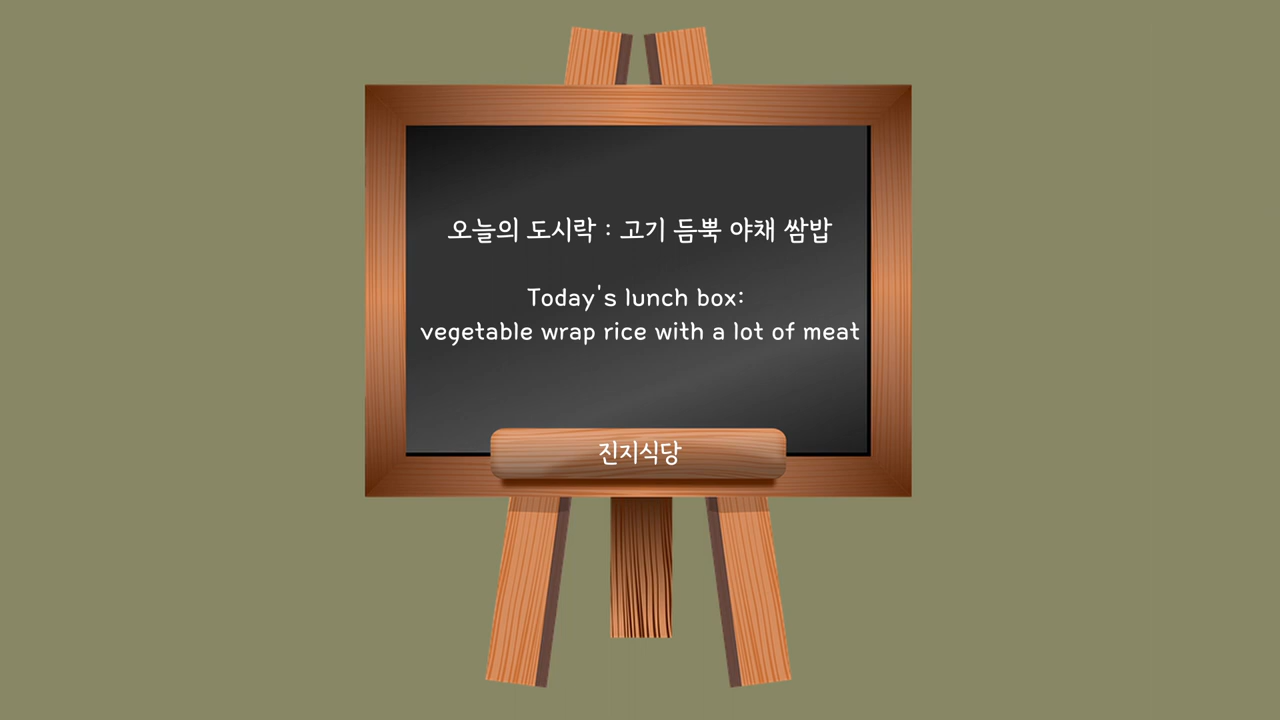 오늘의 도시락 : 고기 듬뿍 야채 쌈밥
Today's lunch box:
vegetable wrap rice with a lot of meat
진지식당